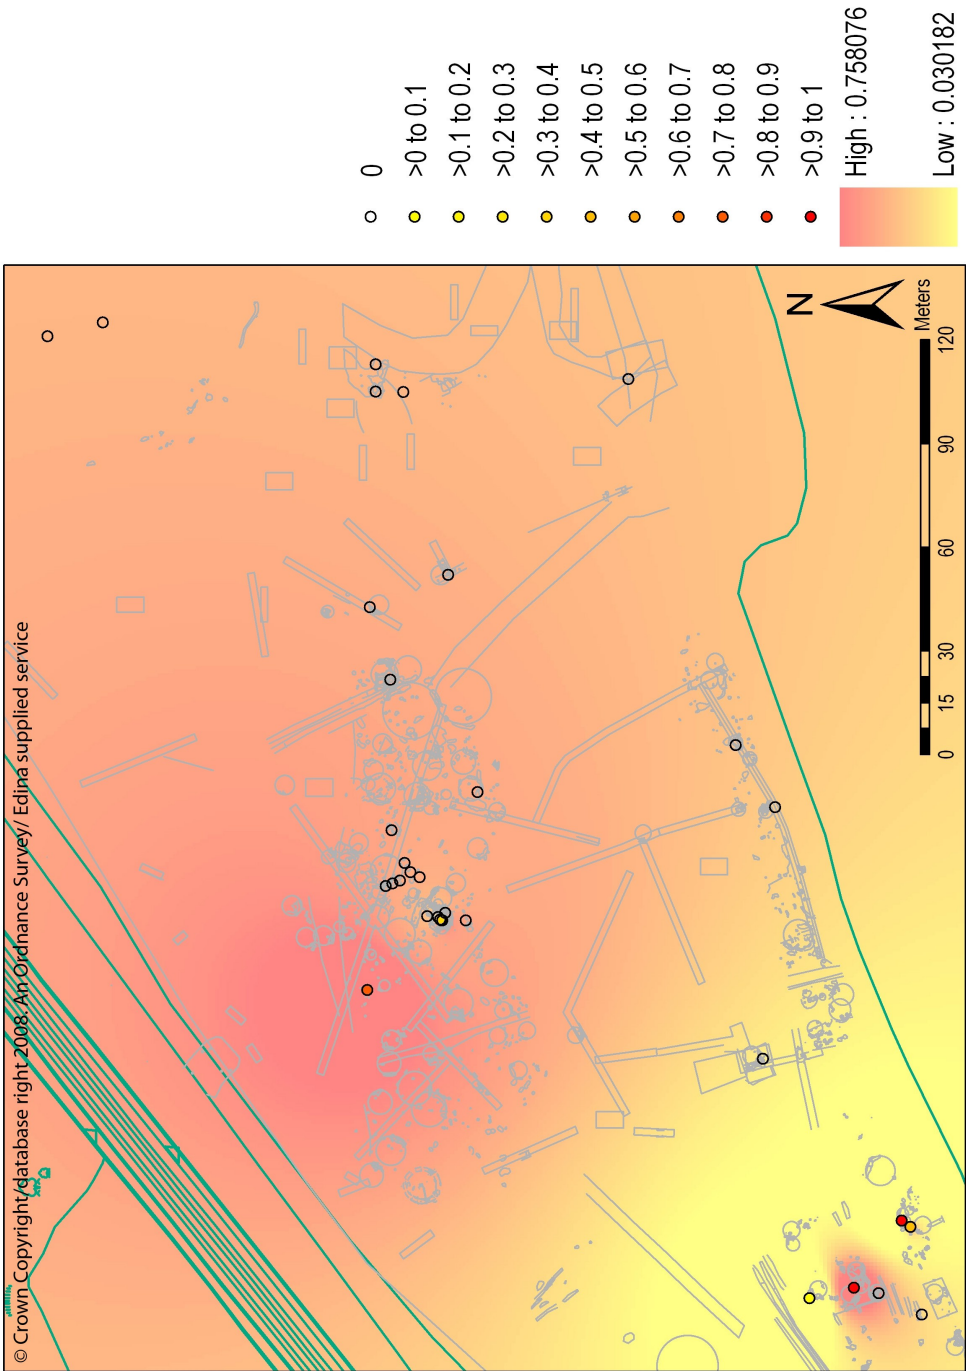 © Crown Copyright/database right 2008. An Ordnance Survey/ Edina supplied service
0
>0 to 0.1
>0.1 to 0.2
>0.2 to 0.3
>0.3 to 0.4
>0.4 to 0.5
>0.5 to 0.6
>0.6 to 0.7
>0.7 to 0.8
>0.8 to 0.9
>0.9 to 1
High : 0.758076
Low : 0.030182
N
Meters
0 15 30 60 90 120